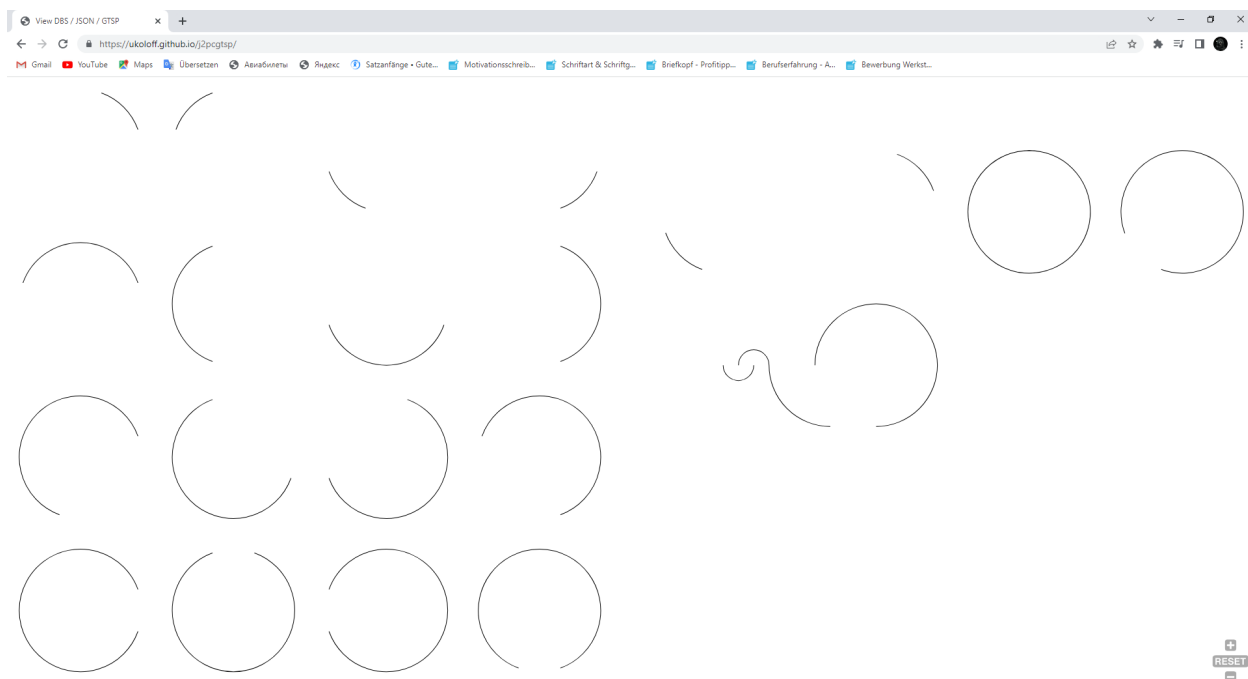 View DBS / JSON / GTSP
https://ukoloff.github.io/j2pcgtsp/
Gmail YouTube Maps Übersetzen Авиабилеты Яндекс Satzanfänge • Gute... Motivationsschreib... Schriftart & Schriftg... Briefkopf - Profitipp... Berufserfahrung - A... Bewerbung Werkst...
RESET